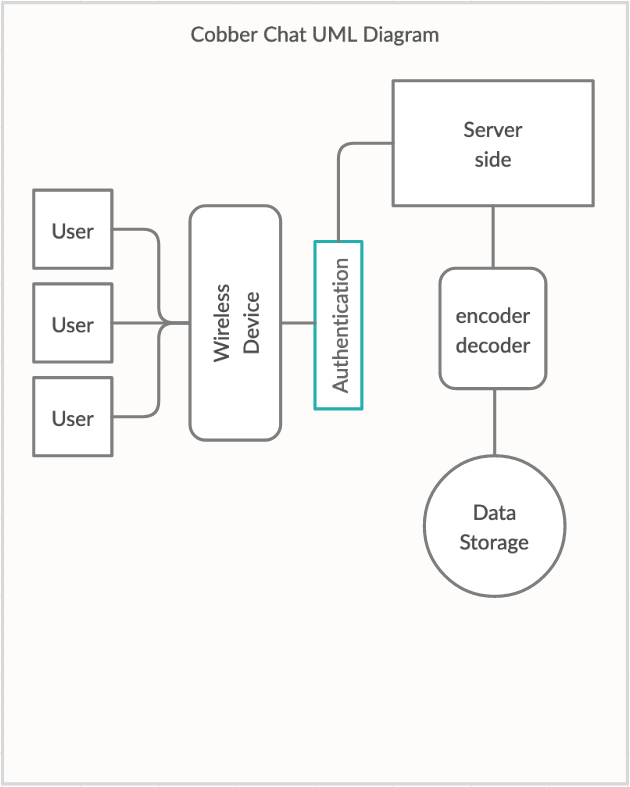 Cobber Chat UML Diagram
Server
side
User
User
User
Wireless
Device
Authentication
encoder
decoder
Data
Storage